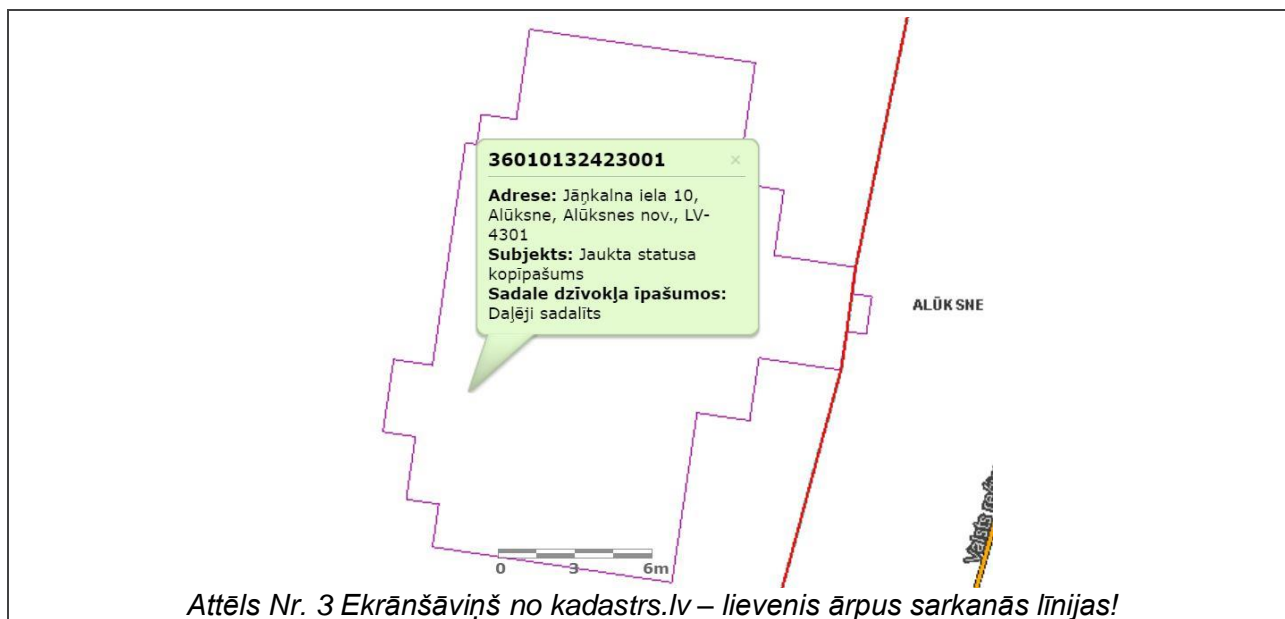 36010132423001
×
Adrese: Jāņkalna iela 10,
Alūksne, Alūksnes nov., LV-
4301
Subjekts: Jaukta statusa
kopīpašums
Sadale dzīvokļa īpašumos:
Daļēji sadalīts
ALŪKSNE
Valsts
0 3 6m
Attēls Nr. 3 Ekrānšāviņš no kadastrs.lv – lievenis ārpus sarkanās līnijas!